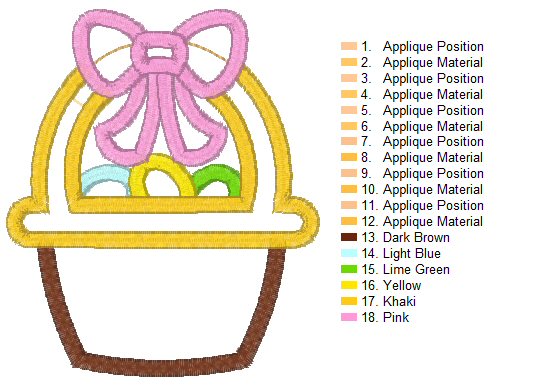 1. Applique Position
2. Applique Material
3. Applique Position
4. Applique Material
5. Applique Position
6. Applique Material
7. Applique Position
8. Applique Material
9. Applique Position
10. Applique Material
11. Applique Position
12. Applique Material
13. Dark Brown
14. Light Blue
15. Lime Green
16. Yellow
17. Khaki
18. Pink